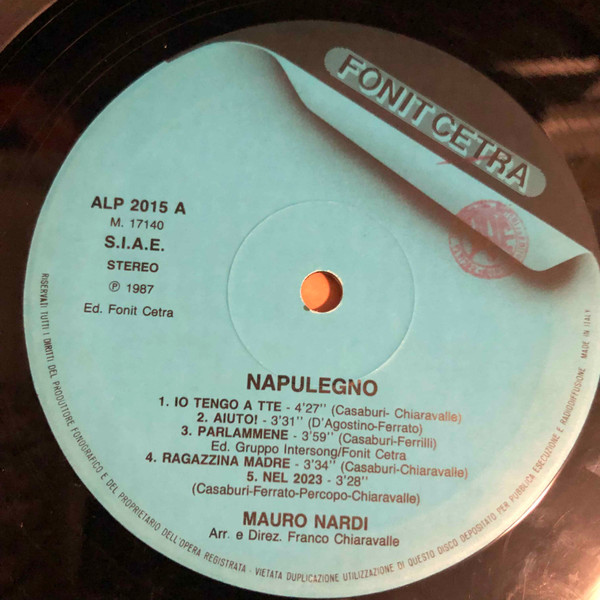 FONIT CETRA
ALP 2015 A
M. 17140
S.I.A.E.
STEREO
℗ 1987
Ed. Fonit Cetra
NAPULEGNO
1. IO TENGO A TTE - 4'27'' (Casaburi- Chiaravalle)
2. AIUTO! - 3'31'' (D'Agostino-Ferrato)
3. PARLAMMENE - 3'59'' (Casaburi-Ferrilli)
Ed. Gruppo Intersong/Fonit Cetra
4. RAGAZZINA MADRE - 3'34'' (Casaburi-Chiaravalle)
5. NEL 2023 - 3'28''
(Casaburi-Ferrato-Percopo-Chiaravalle)
MAURO NARDI
Arr. e Direz. Franco Chiaravalle
RISERVATI TUTTI I DIRITTI DEL PRODUTTORE FONOGRAFICO E DEL PROPRIETARIO DELL'OPERA REGISTRATA - VIETATA DUPLICAZIONE UTILIZZAZIONE DI QUESTO DISCO DEPOSITATO PER PUBBLICA ESECUZIONE E RADIODIFFUSIONE
MADE IN ITALY